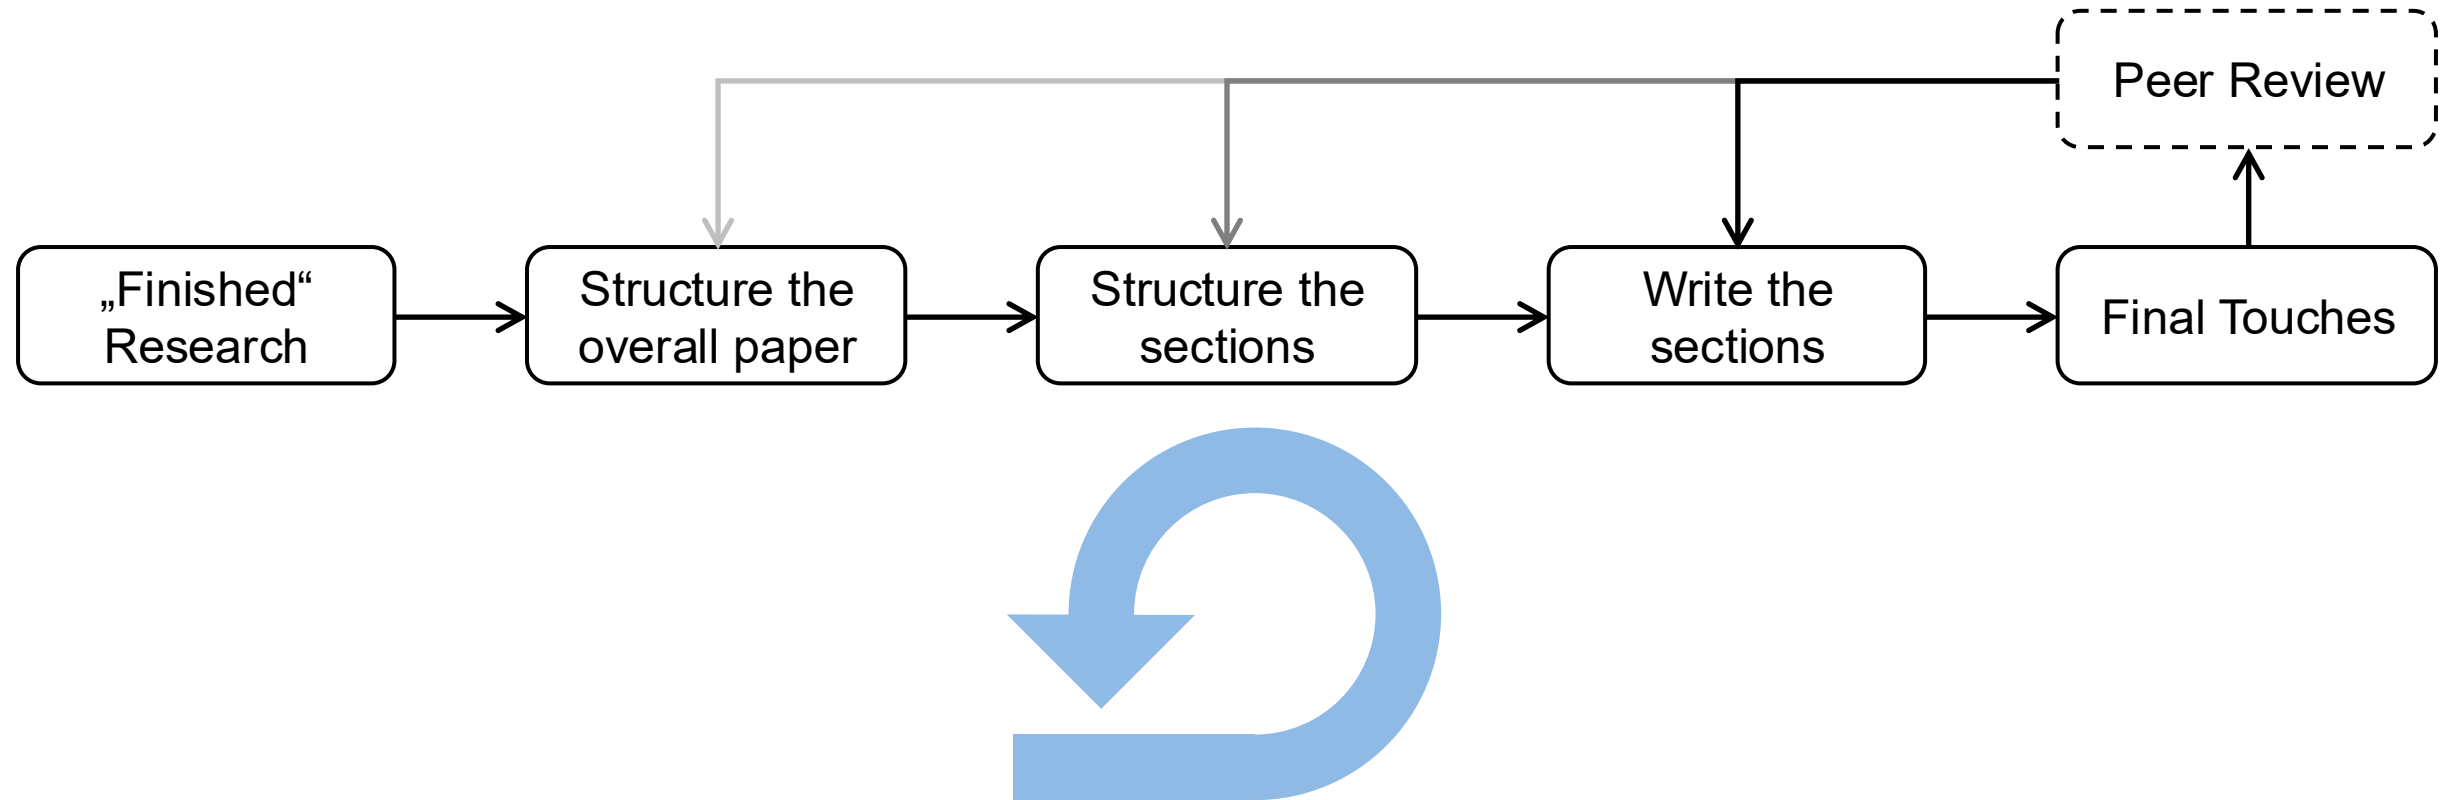 Peer Review
„Finished“
Research
Structure the
overall paper
Structure the
sections
Write the
sections
Final Touches